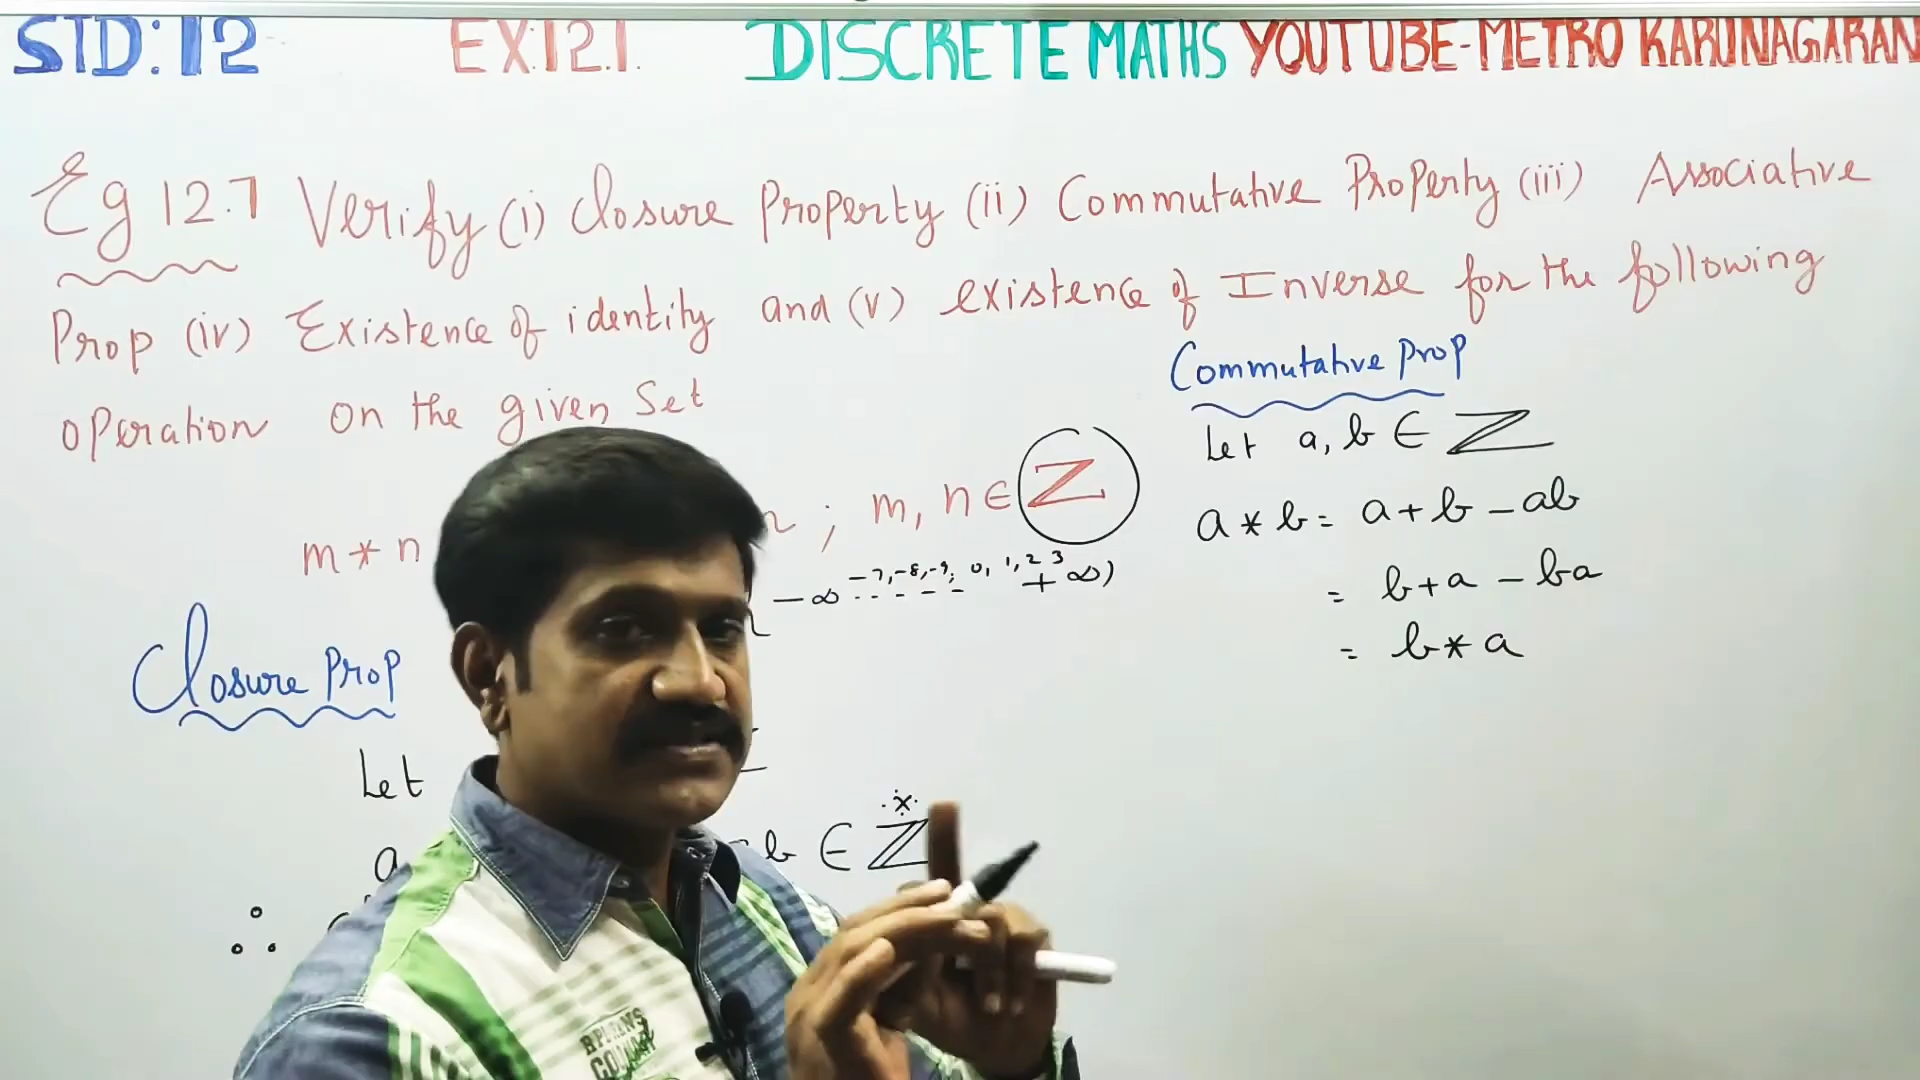 STD:12 EX:12.1. DISCRETE MATHS YOUTUBE-METRO KARUNAGARAN
Eg 12.7 Verify (i) Closure Property (ii) Commutative Property (iii) Associative
Prop (iv) Existence of identity and (v) existence of Inverse for the following
operation on the given Set
m * n ; m, n ∈ Z
-∞ -7,-8,-9, 0, 1, 2 3 +∞)
Closure Prop
Let
a b ∈ Z
∴
Commutative Prop
Let a, b ∈ Z
a * b = a + b - ab
= b + a - ba
= b * a